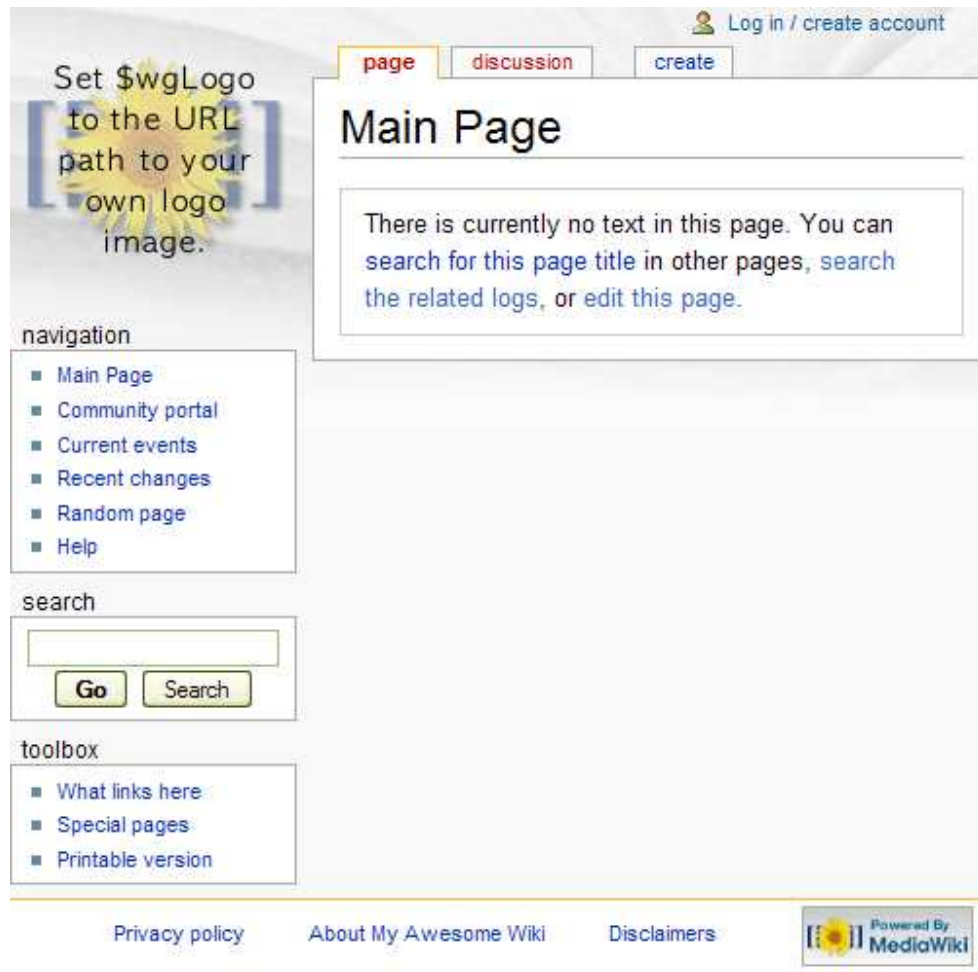 Log in / create account
Set $wgLogo
to the URL
path to your
own logo
image.
page discussion create
Main Page
There is currently no text in this page. You can
search for this page title in other pages, search
the related logs, or edit this page.
navigation
Main Page
Community portal
Current events
Recent changes
Random page
Help
search
Go Search
toolbox
What links here
Special pages
Printable version
Privacy policy About My Awesome Wiki Disclaimers
Powered By
MediaWiki